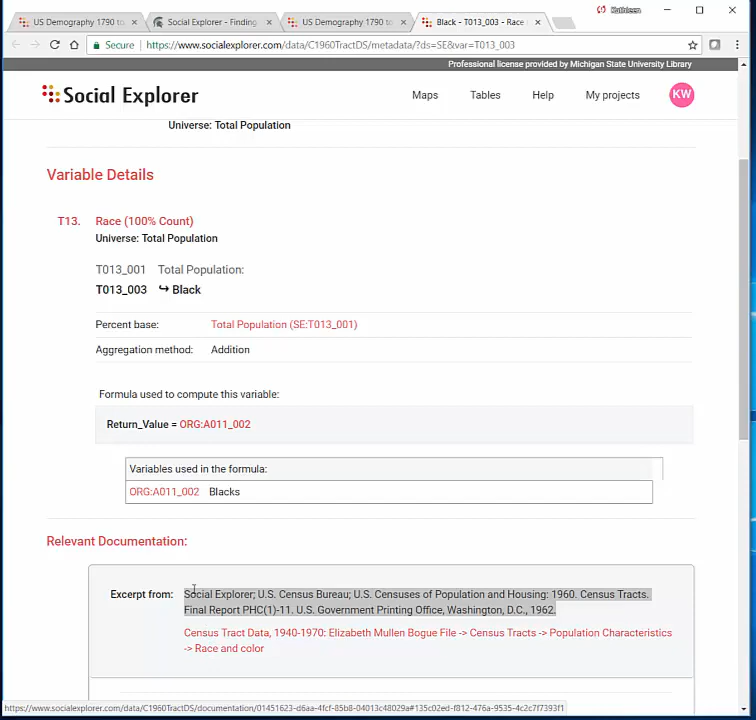 Kathleen
US Demography 1790 to
Social Explorer - Finding
US Demography 1790 to
Black - T013_003 - Race
Secure https://www.socialexplorer.com/data/C1960TractDS/metadata/?ds=SE&var=T013_003
Professional license provided by Michigan State University Library
Social Explorer
Maps Tables Help My projects KW
Universe: Total Population
Variable Details
T13. Race (100% Count)
Universe: Total Population
T013_001 Total Population:
T013_003 ↪ Black
Percent base: Total Population (SE:T013_001)
Aggregation method: Addition
Formula used to compute this variable:
Return_Value = ORG:A011_002
Variables used in the formula:
ORG:A011_002 Blacks
Relevant Documentation:
Excerpt from: Social Explorer; U.S. Census Bureau; U.S. Censuses of Population and Housing: 1960. Census Tracts.
Final Report PHC(1)-11. U.S. Government Printing Office, Washington, D.C., 1962.
Census Tract Data, 1940-1970: Elizabeth Mullen Bogue File -> Census Tracts -> Population Characteristics
-> Race and color
https://www.socialexplorer.com/data/C1960TractDS/documentation/01451623-d6aa-4fcf-85b8-04013c48029a#135c02ed-f812-476a-9535-4c2c7f7393f1